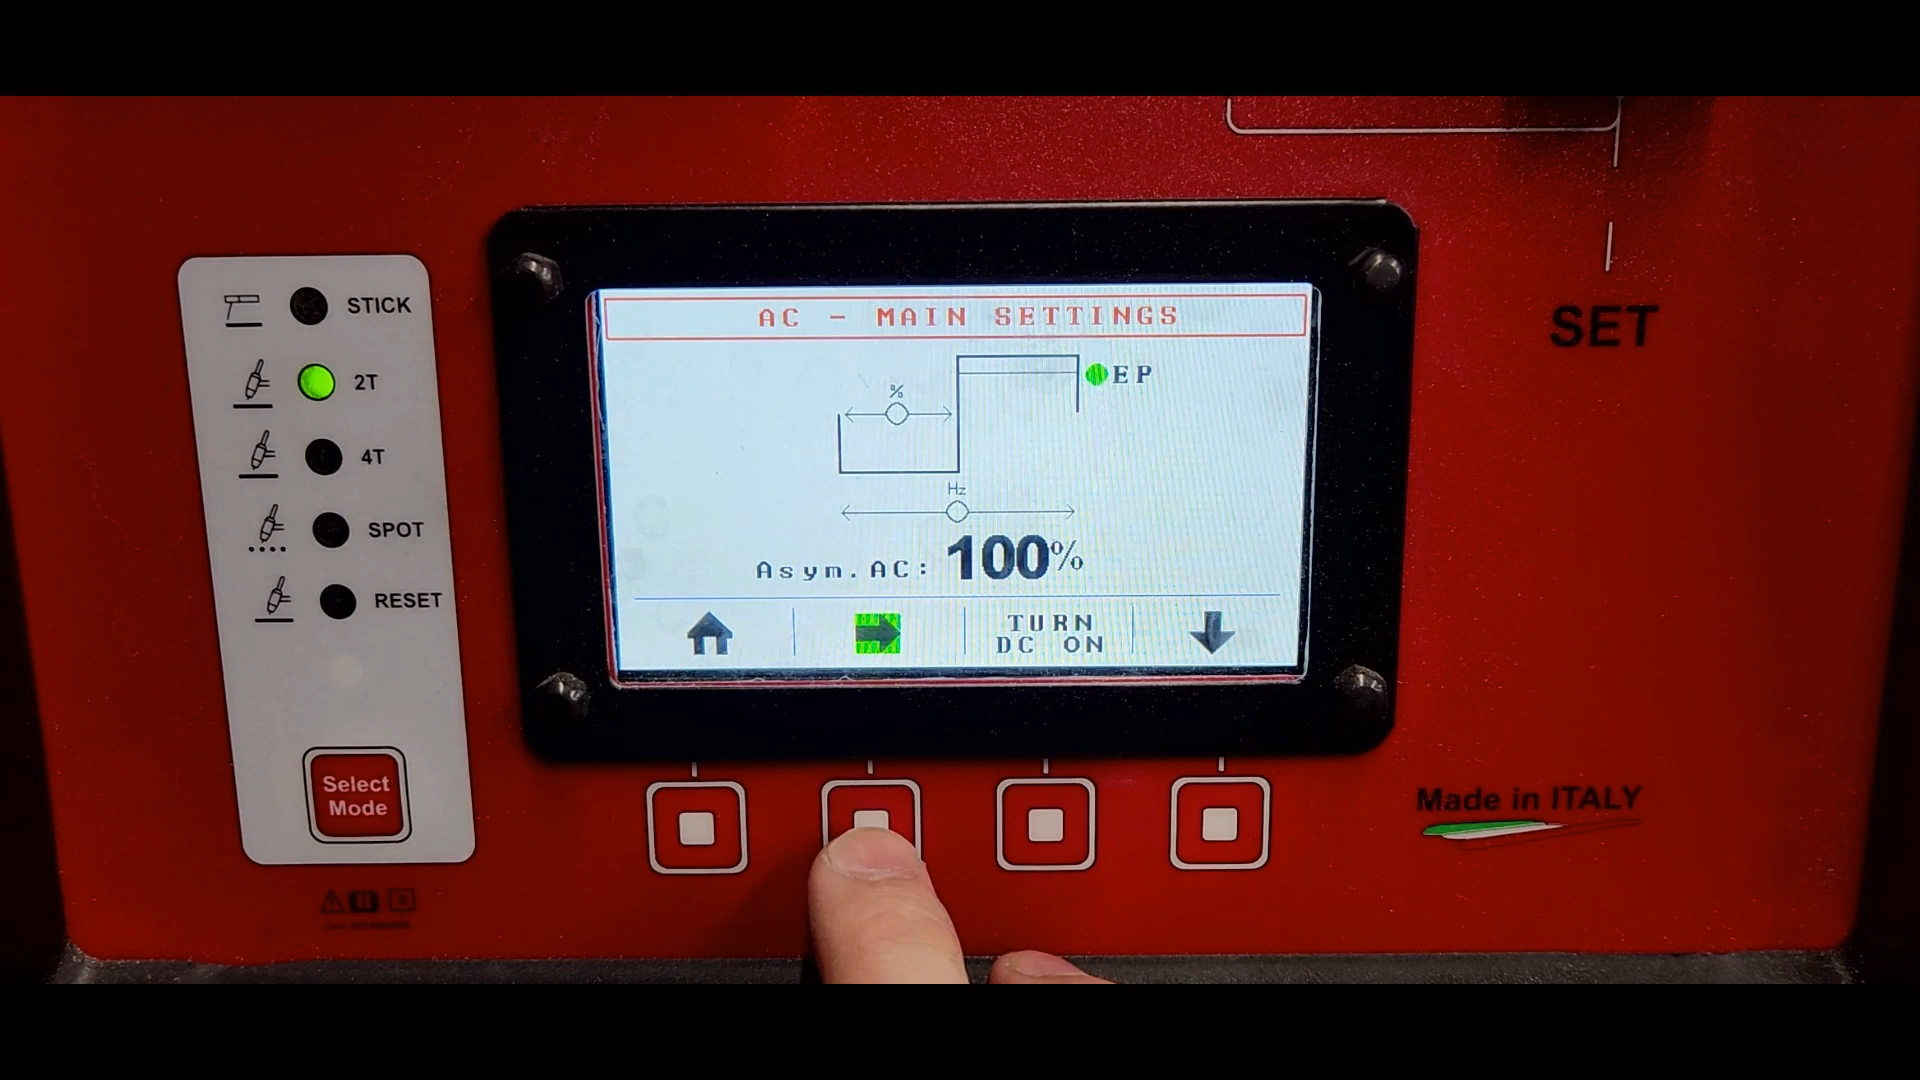 STICK
2T
4T
SPOT
RESET
Select
Mode
AC - MAIN SETTINGS
EP
%
Hz
Asym.AC: 100%
TURN
DC ON
SET
Made in ITALY